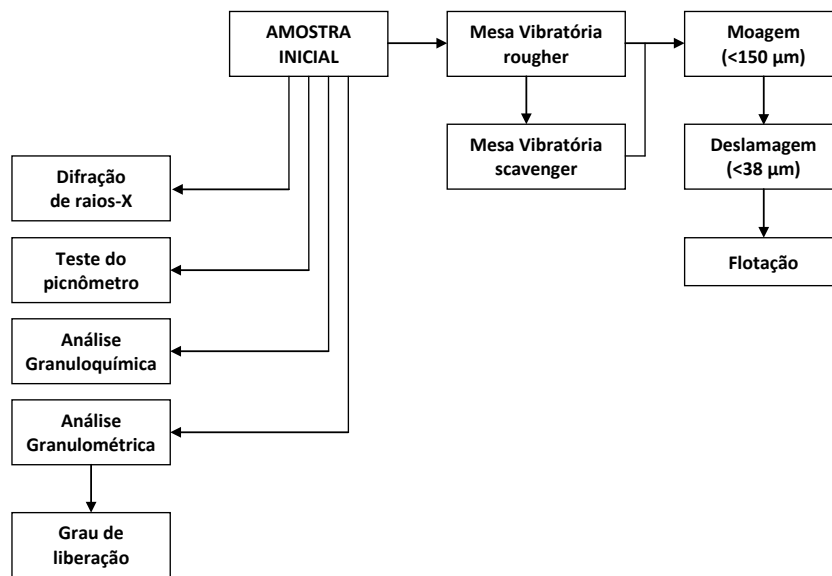 AMOSTRA
INICIAL
Mesa Vibratória
rougher
Moagem
(<150 µm)
Mesa Vibratória
scavenger
Deslamagem
(<38 µm)
Difração
de raios-X
Teste do
picnômetro
Flotação
Análise
Granuloquímica
Análise
Granulométrica
Grau de
liberação